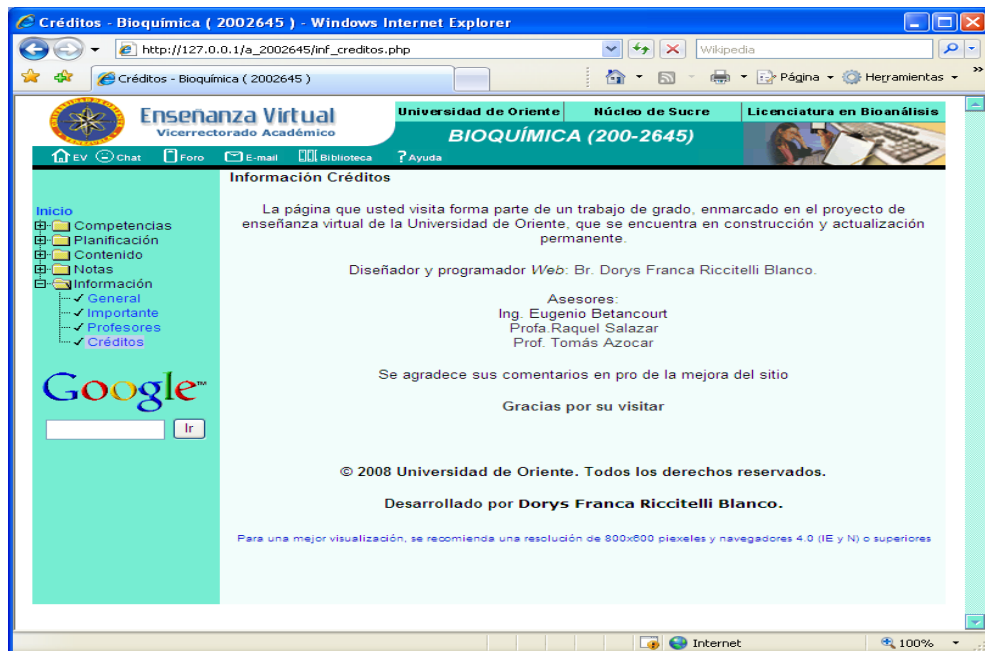 Créditos - Bioquímica ( 2002645 ) - Windows Internet Explorer
http://127.0.0.1/a_2002645/inf_creditos.php
Wikipedia
Créditos - Bioquímica ( 2002645 )
Página
Herramientas
»
Enseñanza Virtual
Vicerrectorado Académico
Universidad de Oriente
Núcleo de Sucre
Licenciatura en Bioanálisis
BIOQUÍMICA (200-2645)
EV Chat Foro E-mail Biblioteca ? Ayuda
Información Créditos
Inicio
Competencias
Planificación
Contenido
Notas
Información
General
Importante
Profesores
Créditos
Google™
Ir
La página que usted visita forma parte de un trabajo de grado, enmarcado en el proyecto de
enseñanza virtual de la Universidad de Oriente, que se encuentra en construcción y actualización
permanente.
Diseñador y programador Web: Br. Dorys Franca Riccitelli Blanco.
Asesores:
Ing. Eugenio Betancourt
Profa.Raquel Salazar
Prof. Tomás Azocar
Se agradece sus comentarios en pro de la mejora del sitio
Gracias por su visitar
© 2008 Universidad de Oriente. Todos los derechos reservados.
Desarrollado por Dorys Franca Riccitelli Blanco.
Para una mejor visualización, se recomienda una resolución de 800x600 piexeles y navegadores 4.0 (IE y N) o superiores
Internet
100%